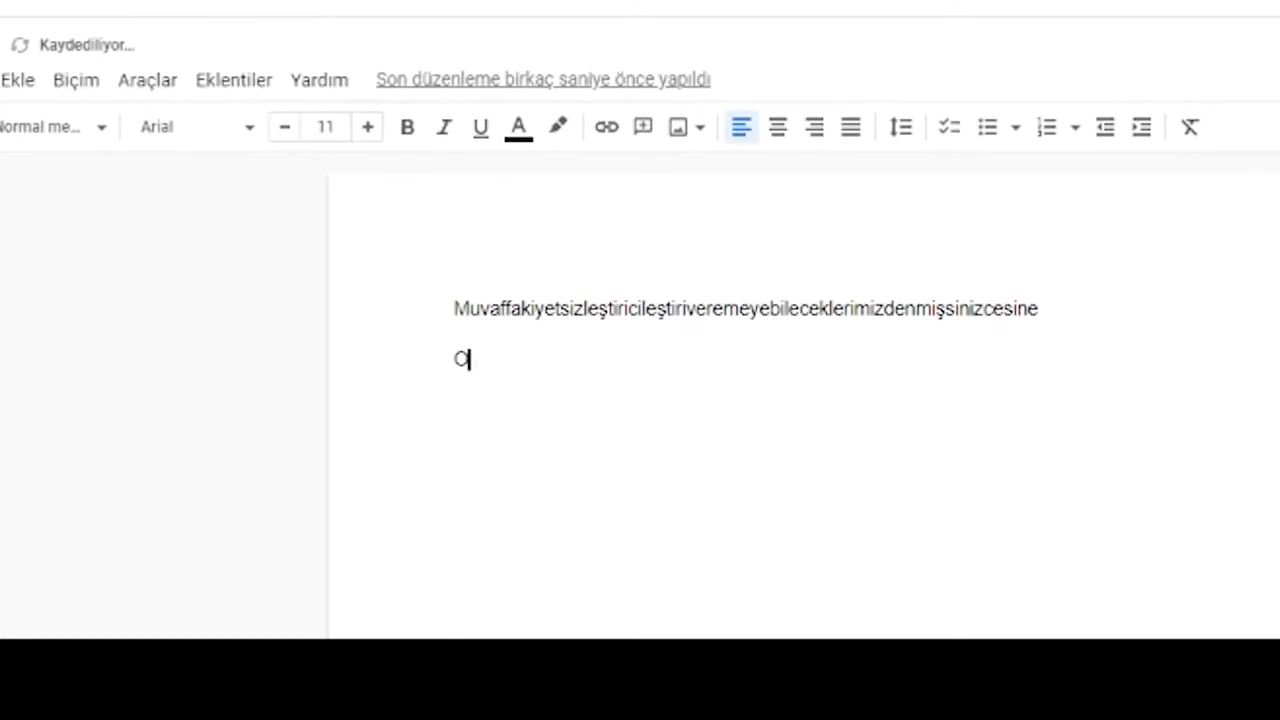 Kaydediliyor...
Ekle Biçim Araçlar Eklentiler Yardım Son düzenleme birkaç saniye önce yapıldı
Normal me... Arial 11 B I U A
Muvaffakiyetsizleştiricileştiriveremeyebileceklerimizdenmişsinizcesine
O